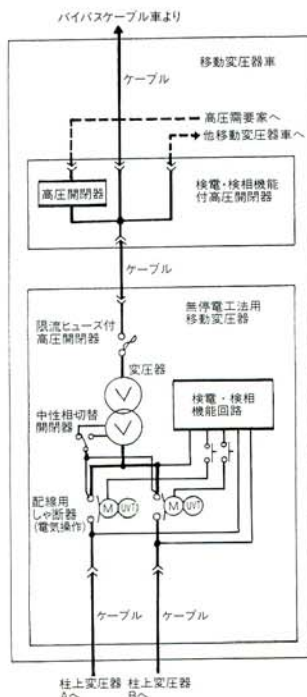 バイパスケーブル車より
移動変圧器車
ケーブル
高圧需要家へ
他移動変圧器車へ
高圧開閉器
検電・検相機能
付高圧開閉器
ケーブル
無停電工法用
移動変圧器
限流ヒューズ付
高圧開閉器
変圧器
V
V
検電・検相
機能回路
中性相切替
開閉器
配線用
しゃ断器
(電気操作)
M
UVT
M
UVT
ケーブル
ケーブル
柱上変圧器
Aへ
柱上変圧器
Bへ